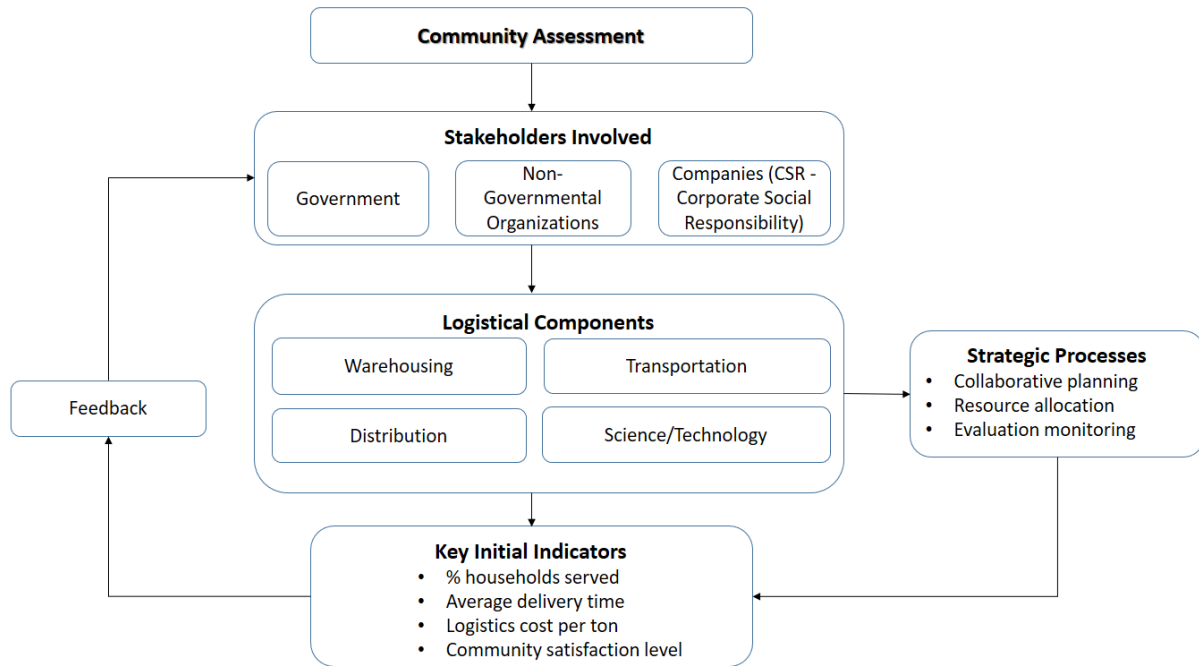 Community Assessment
Stakeholders Involved
Government
Non-
Governmental
Organizations
Companies (CSR -
Corporate Social
Responsibility)
Logistical Components
Warehousing
Transportation
Distribution
Science/Technology
Strategic Processes
• Collaborative planning
• Resource allocation
• Evaluation monitoring
Feedback
Key Initial Indicators
• % households served
• Average delivery time
• Logistics cost per ton
• Community satisfaction level